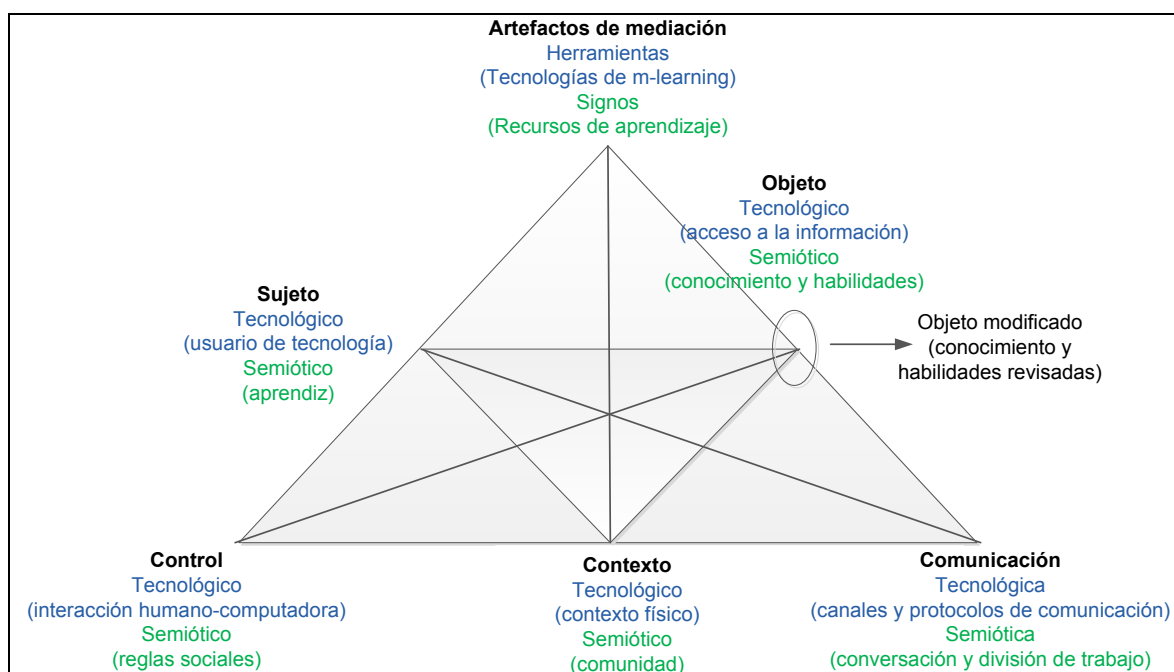 Artefactos de mediación
Herramientas
(Tecnologías de m-learning)
Signos
(Recursos de aprendizaje)
Objeto
Tecnológico
(acceso a la información)
Semiótico
(conocimiento y habilidades)
Sujeto
Tecnológico
(usuario de tecnología)
Semiótico
(aprendiz)
Objeto modificado
(conocimiento y
habilidades revisadas)
Control
Tecnológico
(interacción humano-computadora)
Semiótico
(reglas sociales)
Contexto
Tecnológico
(contexto físico)
Semiótico
(comunidad)
Comunicación
Tecnológica
(canales y protocolos de comunicación)
Semiótica
(conversación y división de trabajo)